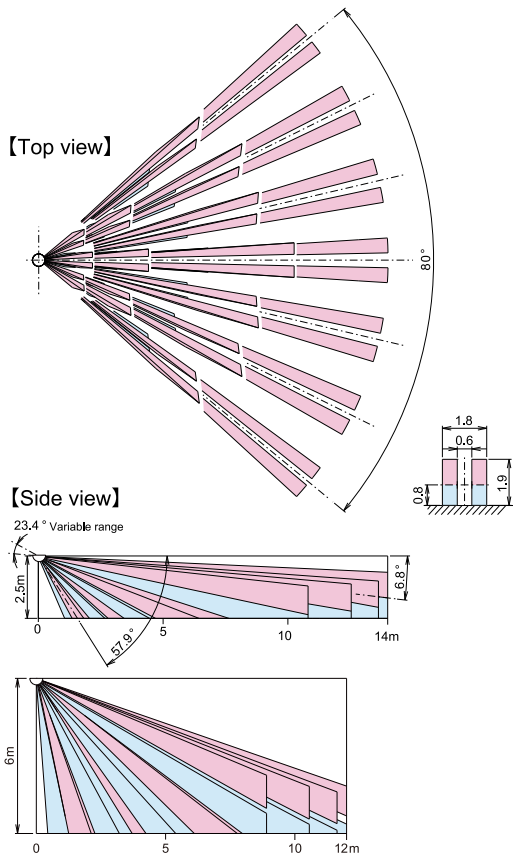 【Top view】
80°
1.8
0.6
0.8
1.9
【Side view】
23.4° Variable range
2.5m
6.8°
57.9°
0
5
10
14m
6m
0
5
10
12m